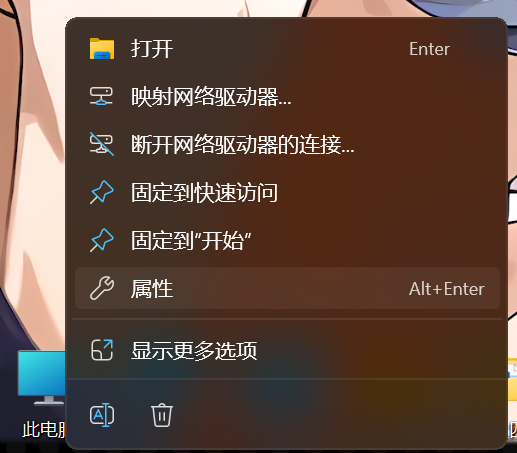 打开 Enter
映射网络驱动器...
断开网络驱动器的连接...
固定到快速访问
固定到"开始"
属性 Alt+Enter
显示更多选项
A
此电